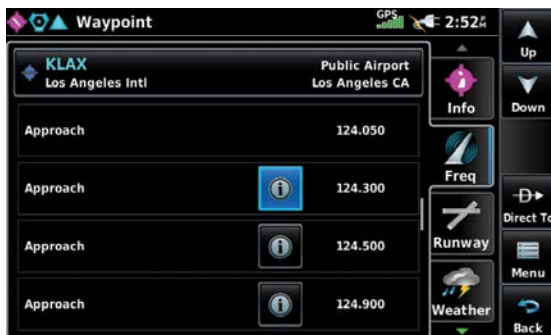 Waypoint
GPS
2:52
KLAX
Public Airport
Los Angeles Intl
Los Angeles CA
Approach
124.050
Approach
124.300
Approach
124.500
Approach
124.900
Info
Freq
Runway
Weather
Up
Down
D
Direct To
Menu
Back